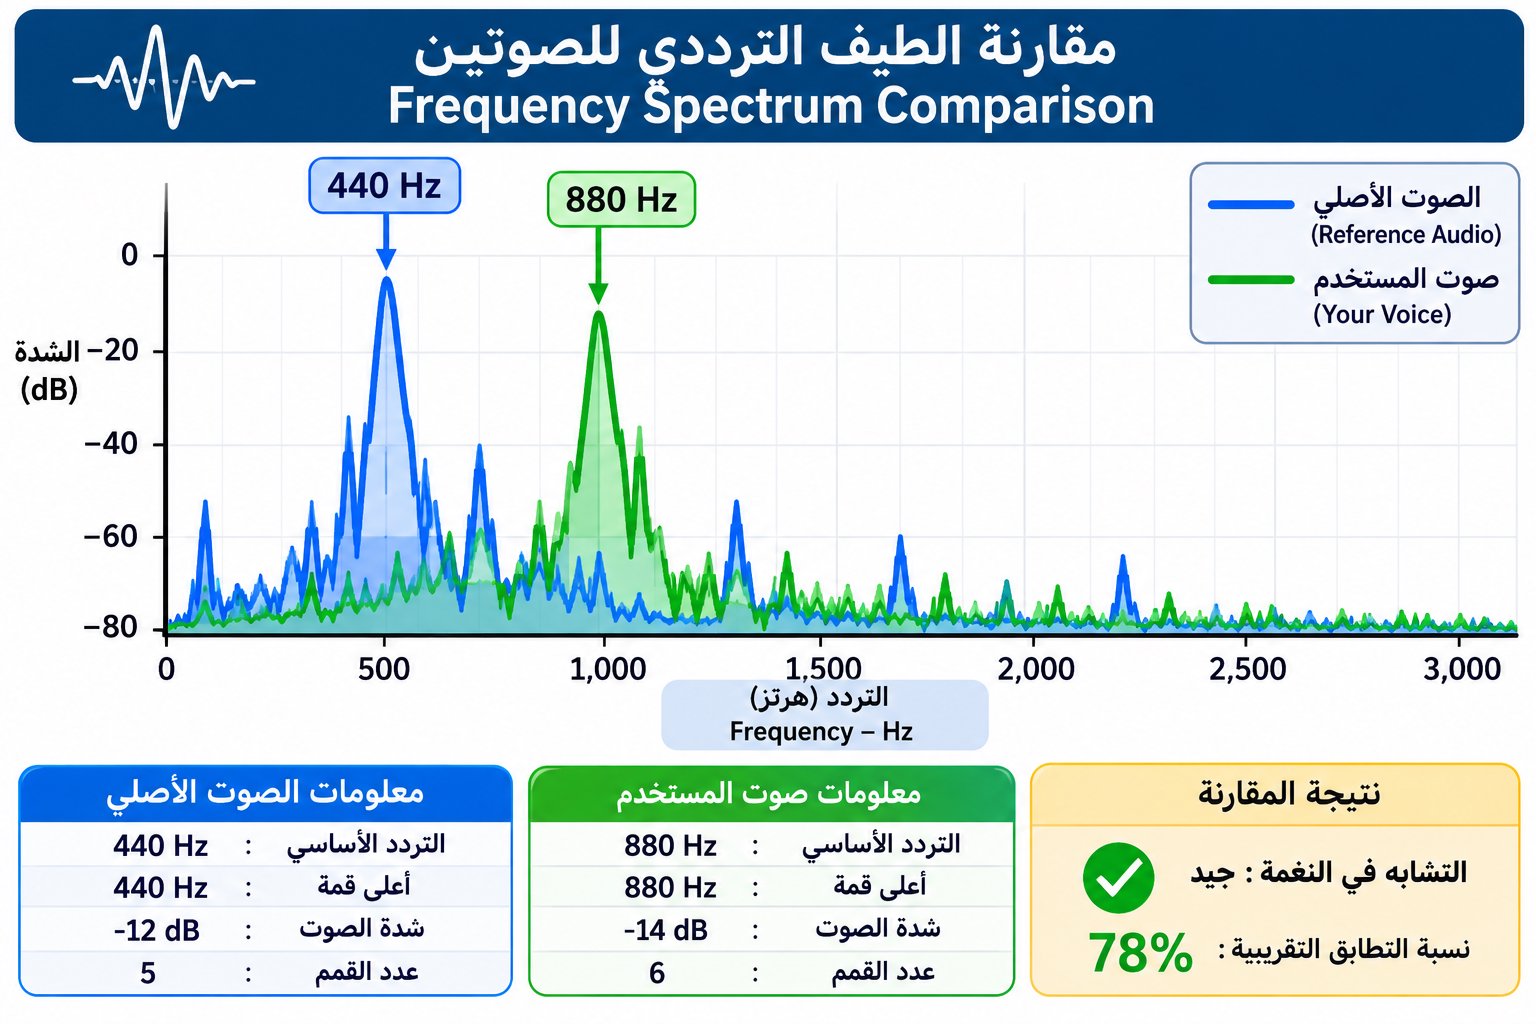 مقارنة الطيف الترددي للصوتين
Frequency Spectrum Comparison
440 Hz
880 Hz
الصوت الأصلي
(Reference Audio)
صوت المستخدم
(Your Voice)
الشدة
(dB)
0
−20
−40
−60
−80
0 500 1,000 1,500 2,000 2,500 3,000
التردد (هرتز)
Frequency – Hz
معلومات الصوت الأصلي
التردد الأساسي : 440 Hz
أعلى قمة : 440 Hz
شدة الصوت : -12 dB
عدد القمم : 5
معلومات صوت المستخدم
التردد الأساسي : 880 Hz
أعلى قمة : 880 Hz
شدة الصوت : -14 dB
عدد القمم : 6
نتيجة المقارنة
التشابه في النغمة : جيد
نسبة التطابق التقريبية : 78%